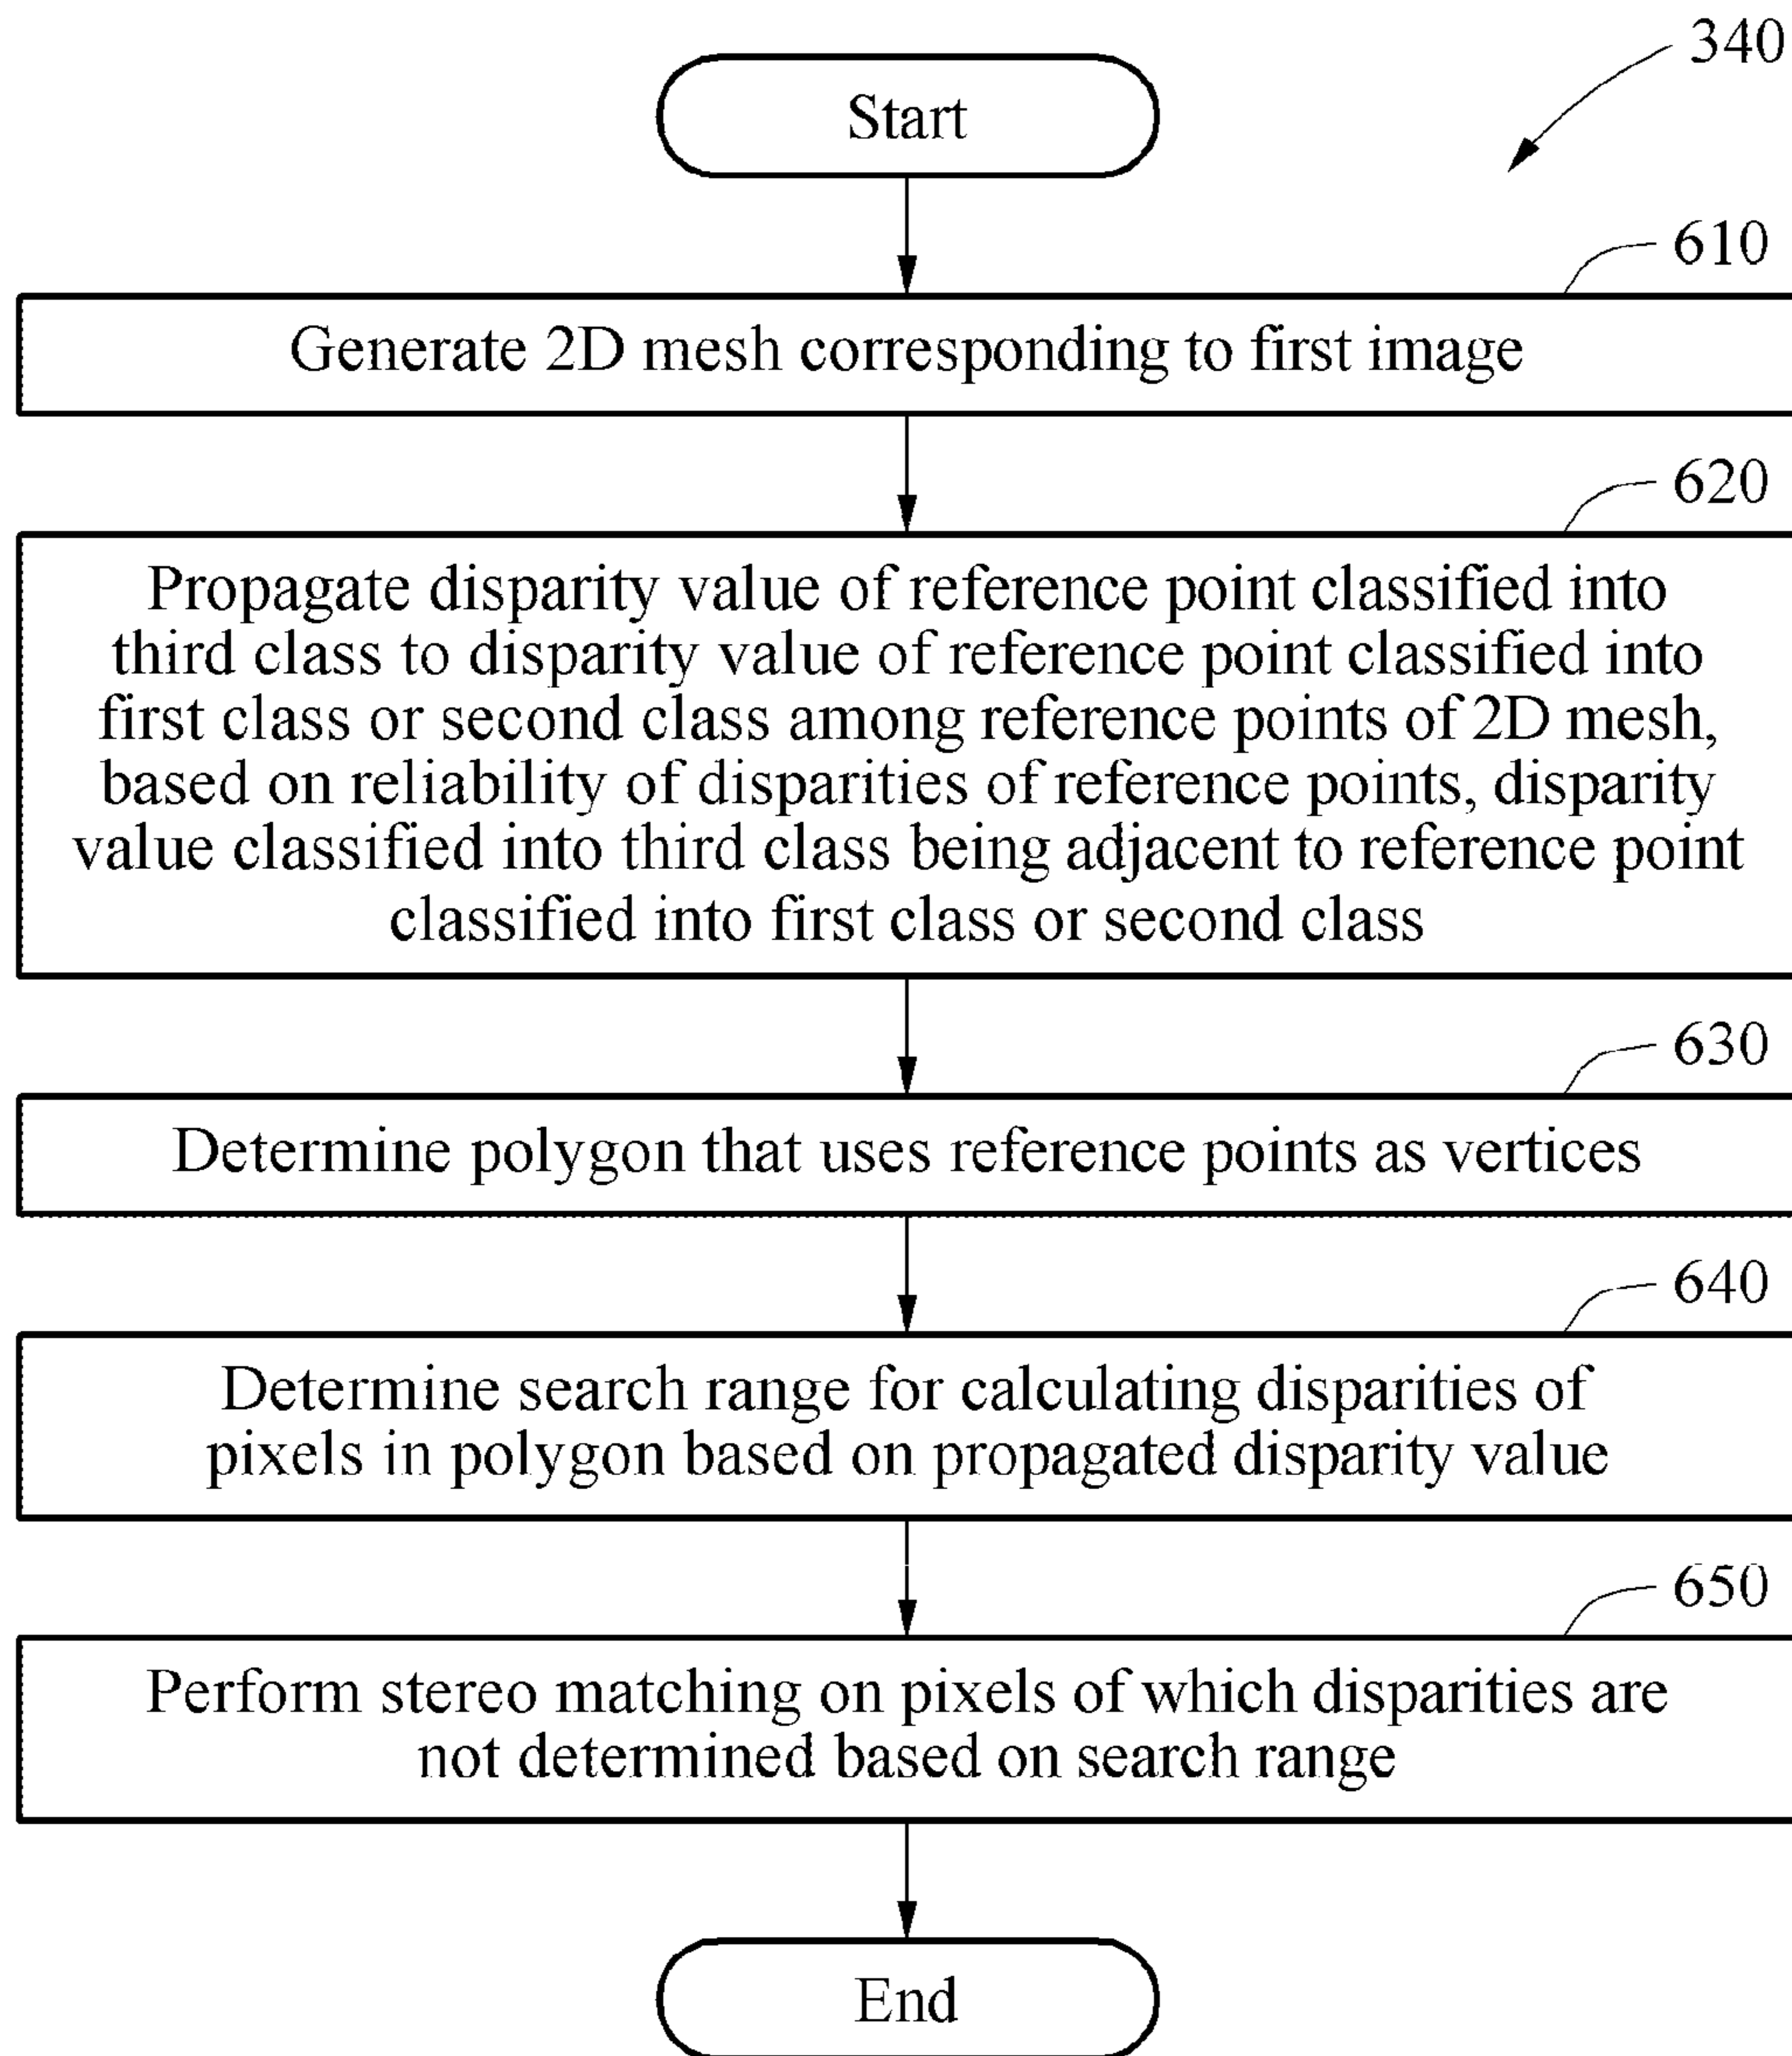 340
Start
610
Generate 2D mesh corresponding to first image
620
Propagate disparity value of reference point classified into
third class to disparity value of reference point classified into
first class or second class among reference points of 2D mesh,
based on reliability of disparities of reference points, disparity
value classified into third class being adjacent to reference point
classified into first class or second class
630
Determine polygon that uses reference points as vertices
640
Determine search range for calculating disparities of
pixels in polygon based on propagated disparity value
650
Perform stereo matching on pixels of which disparities are
not determined based on search range
End